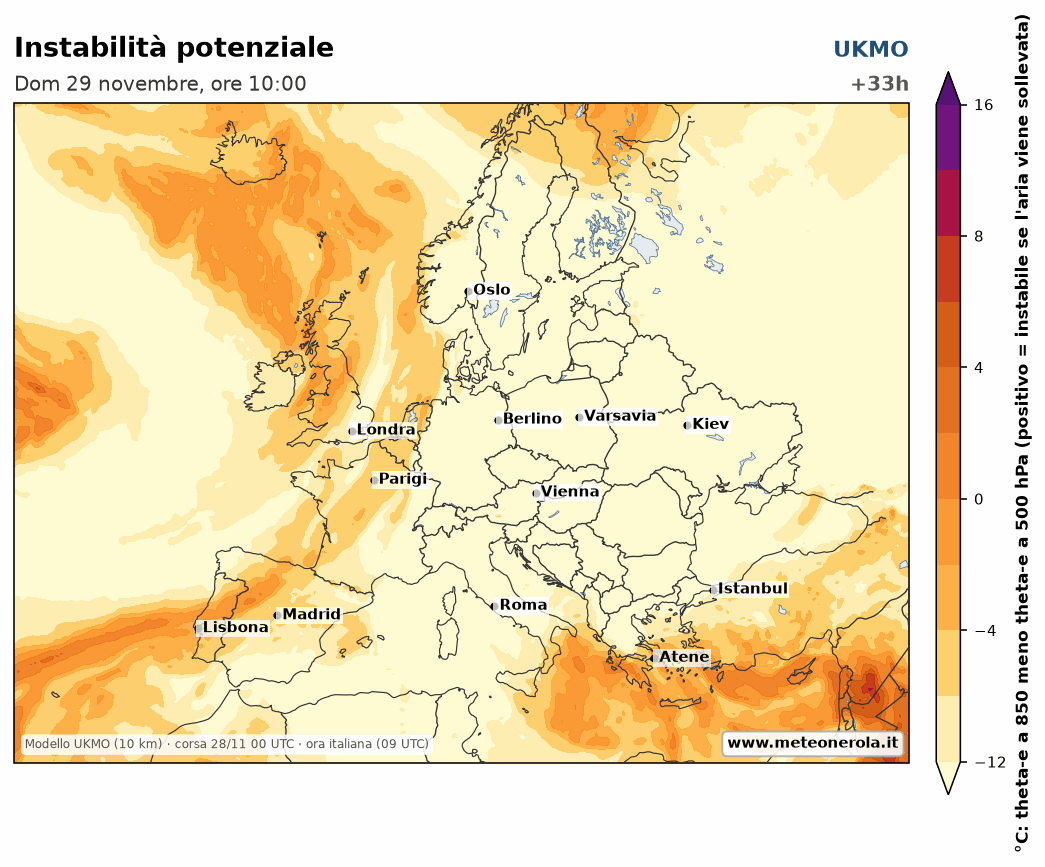 Instabilità potenziale
UKMO
Dom 29 novembre, ore 10:00
+33h
16
8
4
0
−4
−12
°C: theta-e a 850 meno theta-e a 500 hPa (positivo = instabile se l'aria viene sollevata)
Oslo
Berlino
Varsavia
Kiev
Londra
Parigi
Vienna
Istanbul
Roma
Madrid
Lisbona
Atene
Modello UKMO (10 km) · corsa 28/11 00 UTC · ora italiana (09 UTC)
www.meteonerola.it